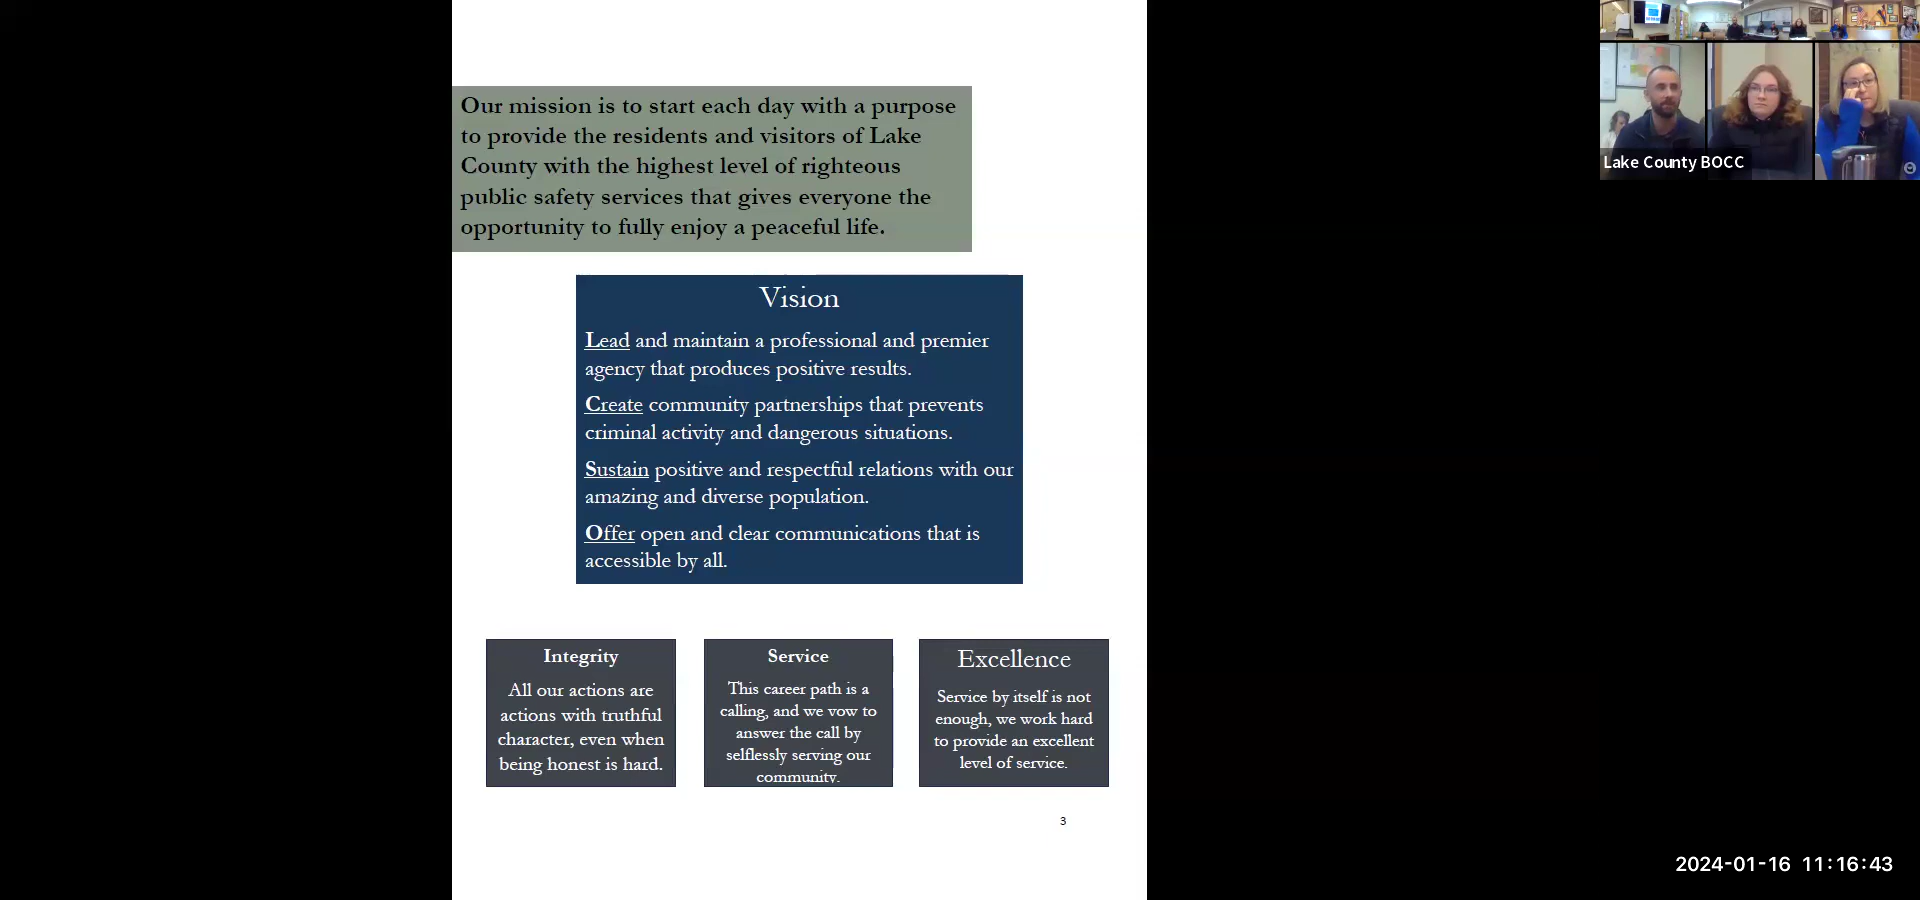 Our mission is to start each day with a purpose
to provide the residents and visitors of Lake
County with the highest level of righteous
public safety services that gives everyone the
opportunity to fully enjoy a peaceful life.
Vision
Lead and maintain a professional and premier
agency that produces positive results.
Create community partnerships that prevents
criminal activity and dangerous situations.
Sustain positive and respectful relations with our
amazing and diverse population.
Offer open and clear communications that is
accessible by all.
Integrity
All our actions are
actions with truthful
character, even when
being honest is hard.
Service
This career path is a
calling, and we vow to
answer the call by
selflessly serving our
community.
Excellence
Service by itself is not
enough, we work hard
to provide an excellent
level of service.
3
Lake County BOCC
2024-01-16 11:16:43